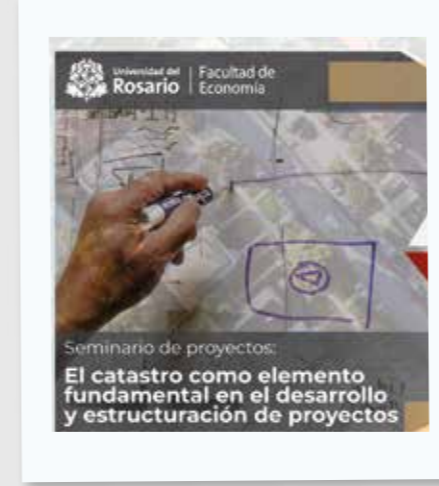 Universidad del
Rosario
Facultad de
Economía
Seminario de proyectos:
El catastro como elemento
fundamental en el desarrollo
y estructuración de proyectos